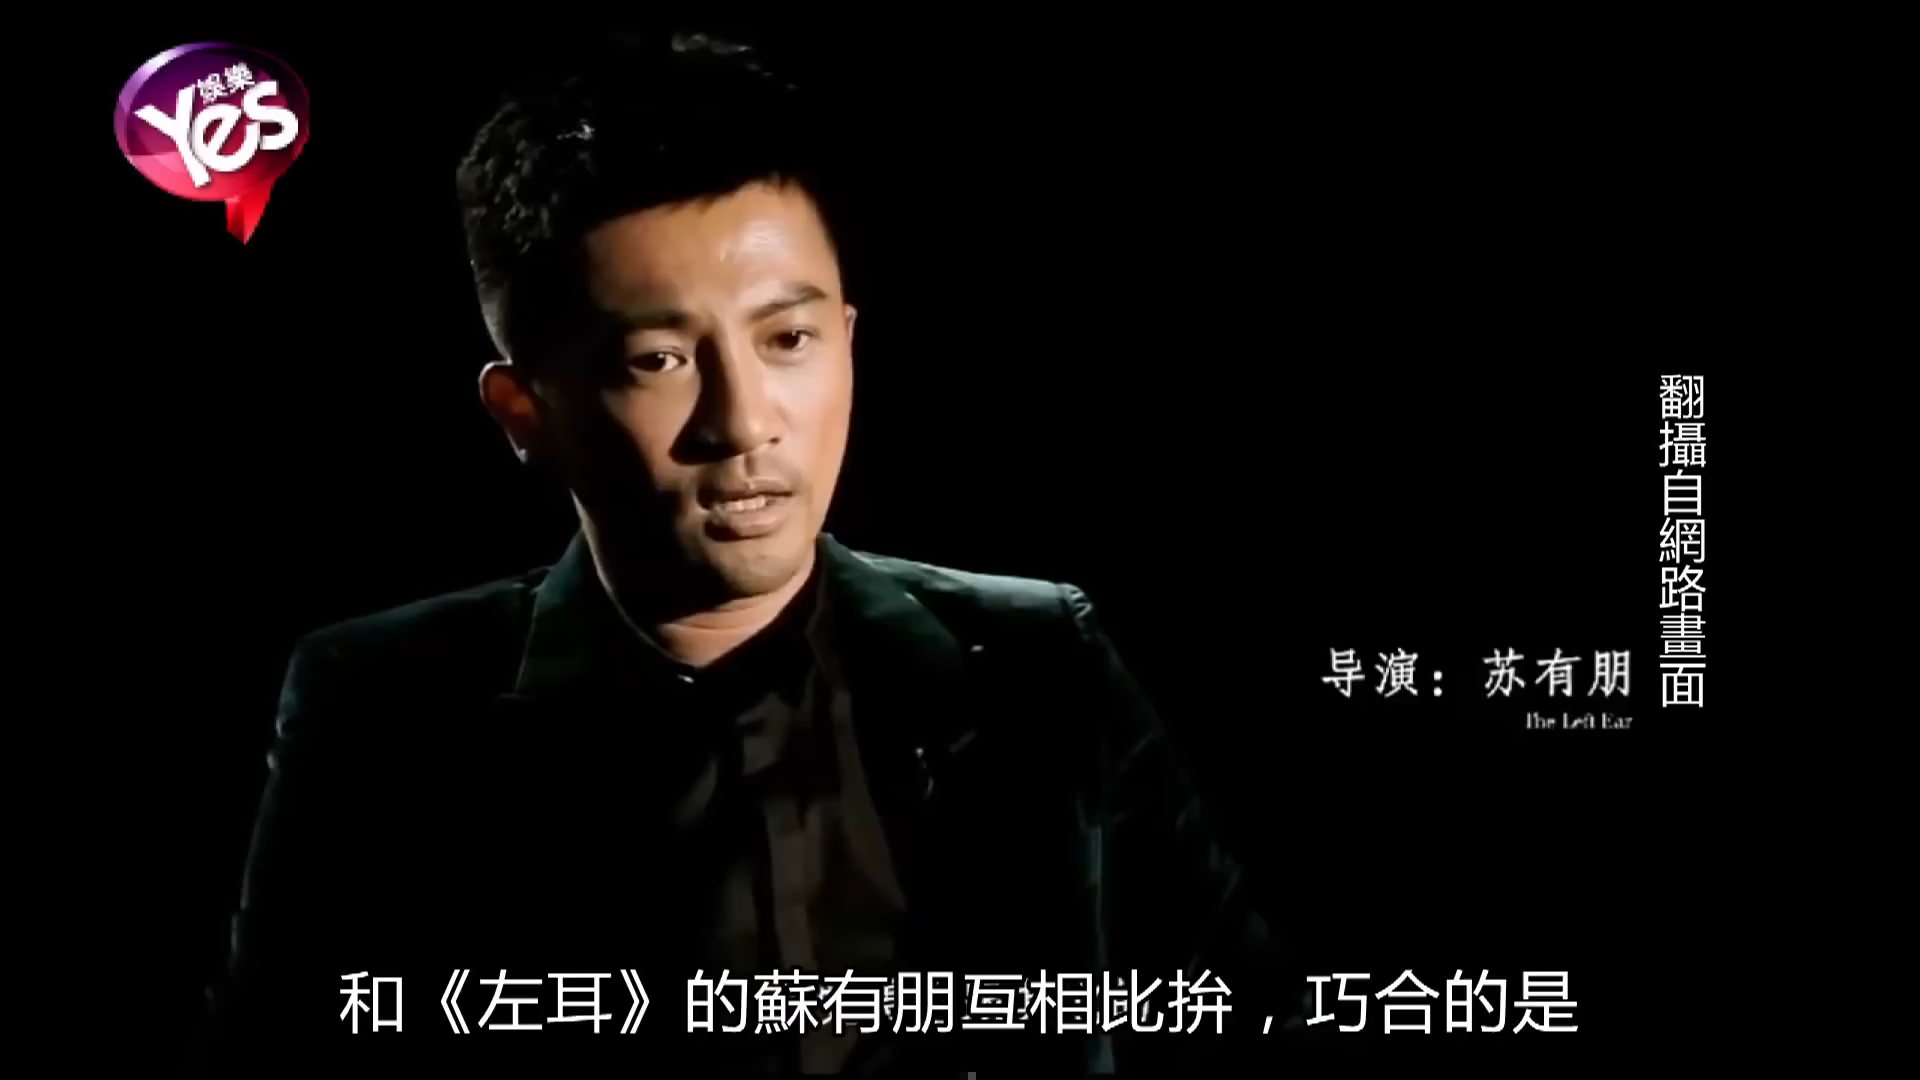 娛樂
Yes
翻攝自網路畫面
导演：苏有朋
The Left Ear
和《左耳》的蘇有朋互相比拚，巧合的是